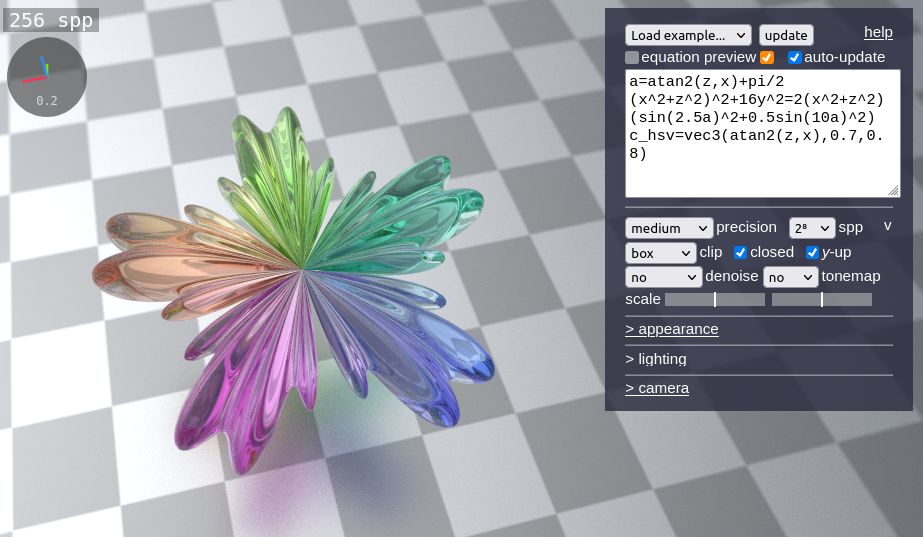 256 spp
0.2
Load example... update help
equation preview auto-update
a=atan2(z,x)+pi/2
(x^2+z^2)^2+16y^2=2(x^2+z^2)
(sin(2.5a)^2+0.5sin(10a)^2)
c_hsv=vec3(atan2(z,x),0.7,0.
8)
medium precision 2⁸ spp v
box clip closed y-up
no denoise no tonemap
scale
> appearance
> lighting
> camera